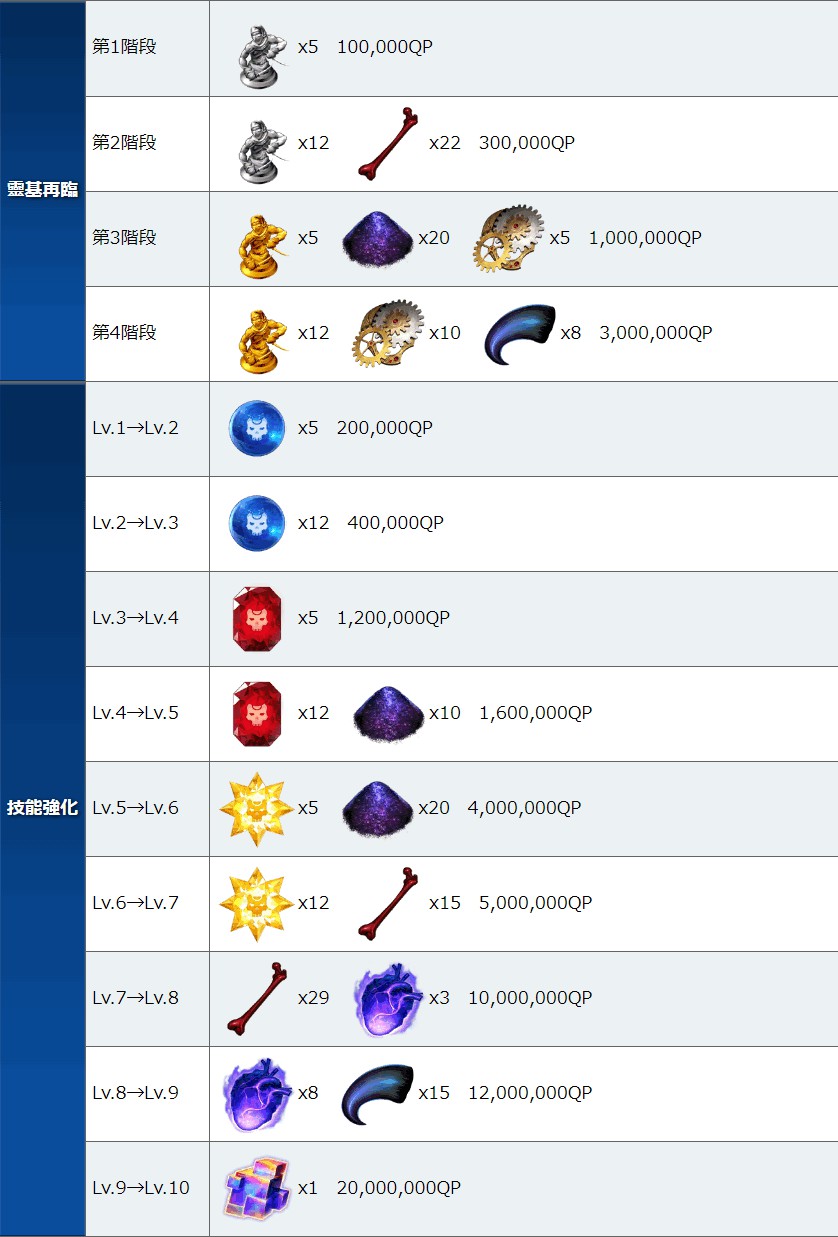 靈基再臨
第1階段 x5 100,000QP
第2階段 x12 x22 300,000QP
第3階段 x5 x20 x5 1,000,000QP
第4階段 x12 x10 x8 3,000,000QP
技能強化
Lv.1→Lv.2 x5 200,000QP
Lv.2→Lv.3 x12 400,000QP
Lv.3→Lv.4 x5 1,200,000QP
Lv.4→Lv.5 x12 x10 1,600,000QP
Lv.5→Lv.6 x5 x20 4,000,000QP
Lv.6→Lv.7 x12 x15 5,000,000QP
Lv.7→Lv.8 x29 x3 10,000,000QP
Lv.8→Lv.9 x8 x15 12,000,000QP
Lv.9→Lv.10 x1 20,000,000QP